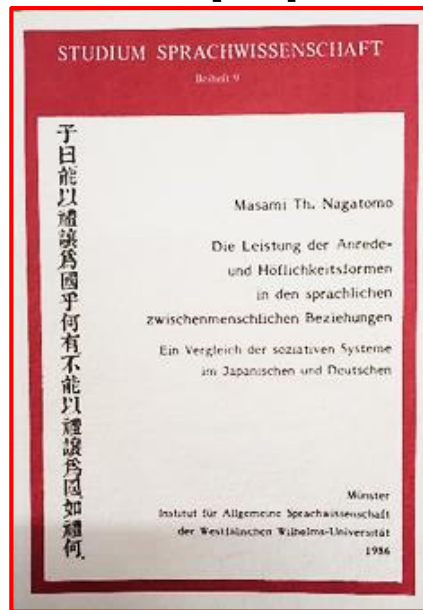 STUDIUM SPRACHWISSENSCHAFT
Beiheft 9
子曰能以禮讓爲國乎何有不能以禮讓爲國如禮何
Masami Th. Nagatomo
Die Leistung der Anrede-
und Höflichkeitsformen
in den sprachlichen
zwischenmenschlichen Beziehungen
Ein Vergleich der soziativen Systeme
im Japanischen und Deutschen
Münster
Institut für Allgemeine Sprachwissenschaft
der Westfälischen Wilhelms-Universität
1986